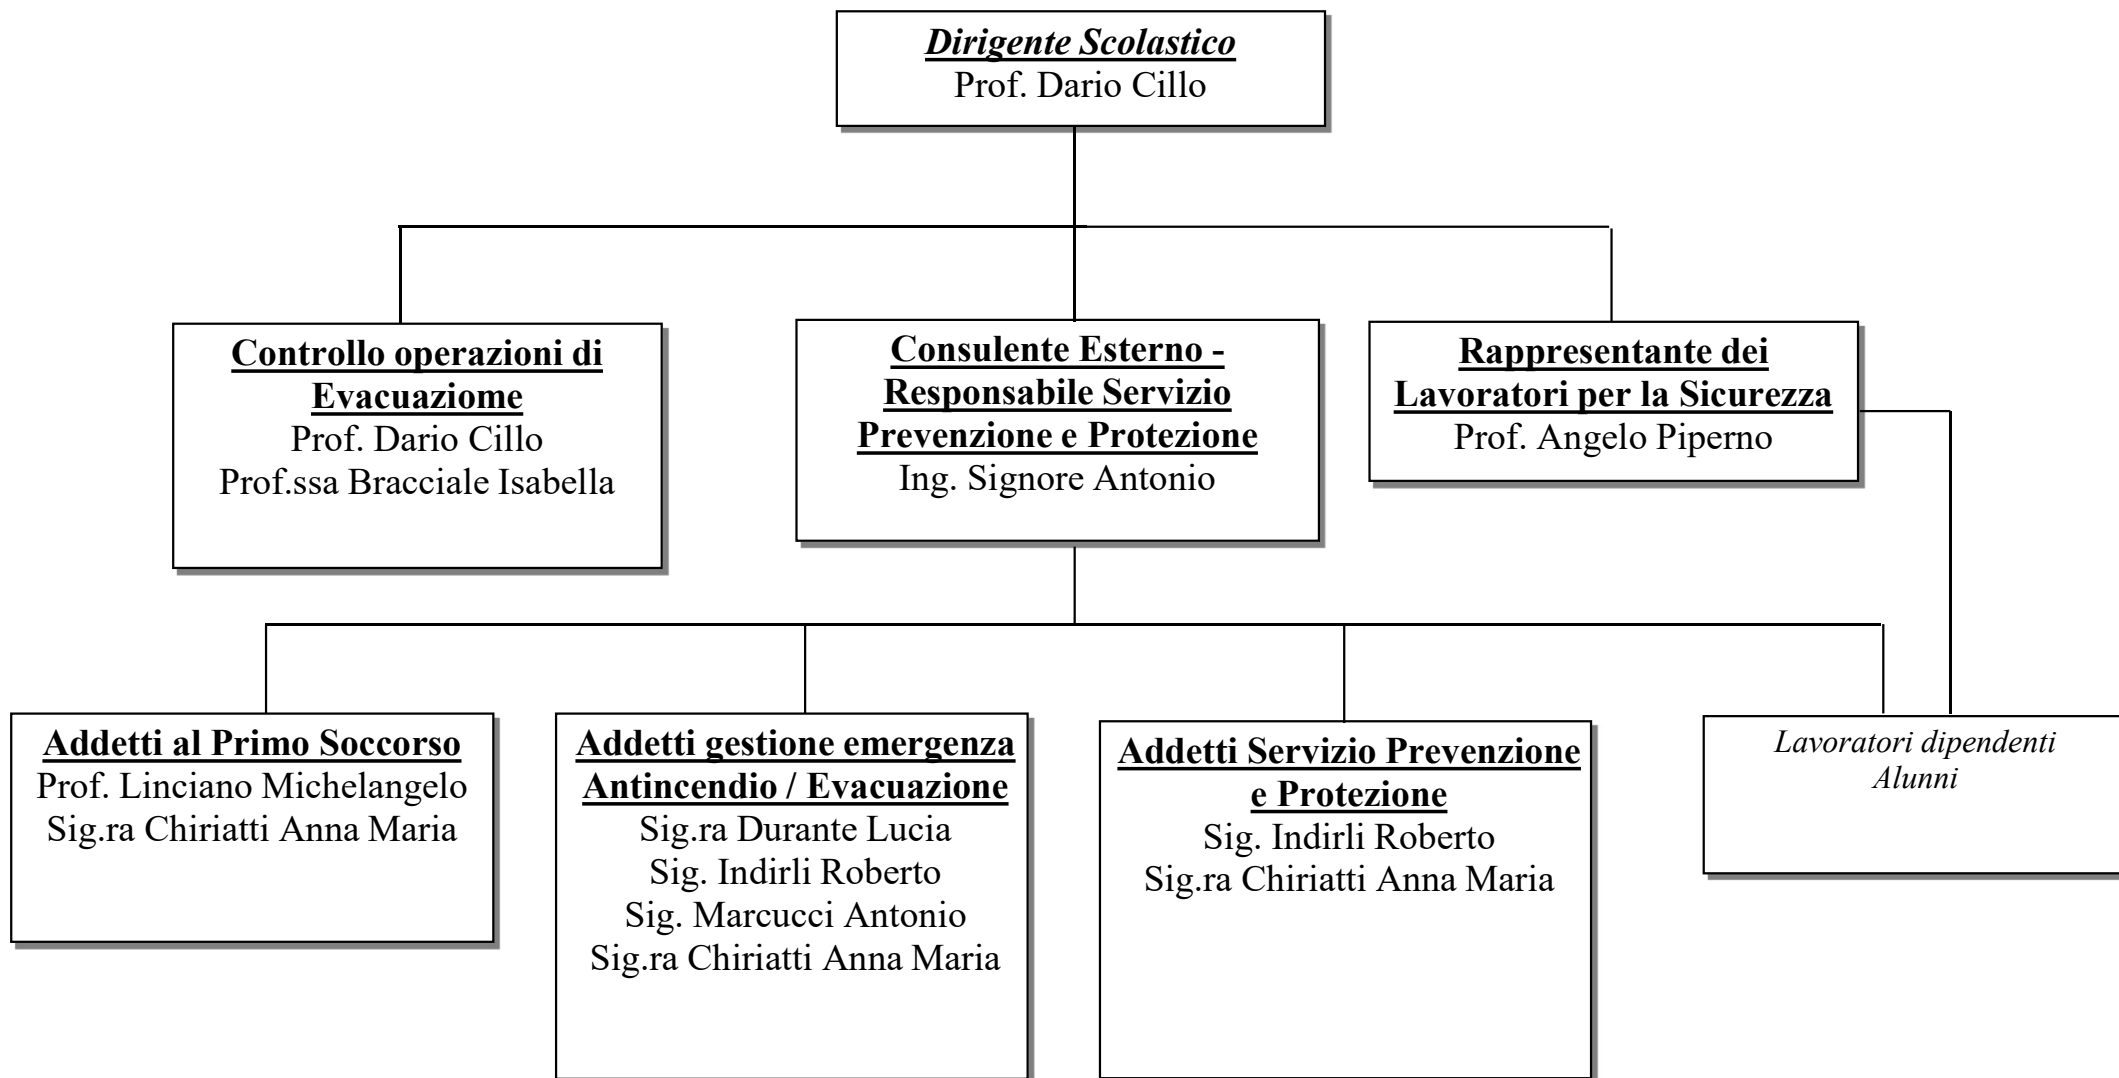 Dirigente Scolastico
Prof. Dario Cillo
Controllo operazioni di
Evacuaziome
Prof. Dario Cillo
Prof.ssa Bracciale Isabella
Consulente Esterno -
Responsabile Servizio
Prevenzione e Protezione
Ing. Signore Antonio
Rappresentante dei
Lavoratori per la Sicurezza
Prof. Angelo Piperno
Addetti al Primo Soccorso
Prof. Linciano Michelangelo
Sig.ra Chiriatti Anna Maria
Addetti gestione emergenza
Antincendio / Evacuazione
Sig.ra Durante Lucia
Sig. Indirli Roberto
Sig. Marcucci Antonio
Sig.ra Chiriatti Anna Maria
Addetti Servizio Prevenzione
e Protezione
Sig. Indirli Roberto
Sig.ra Chiriatti Anna Maria
Lavoratori dipendenti
Alunni